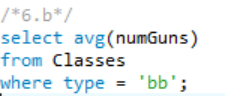 /*6.b*/
select avg(numGuns)
from Classes
where type = 'bb';